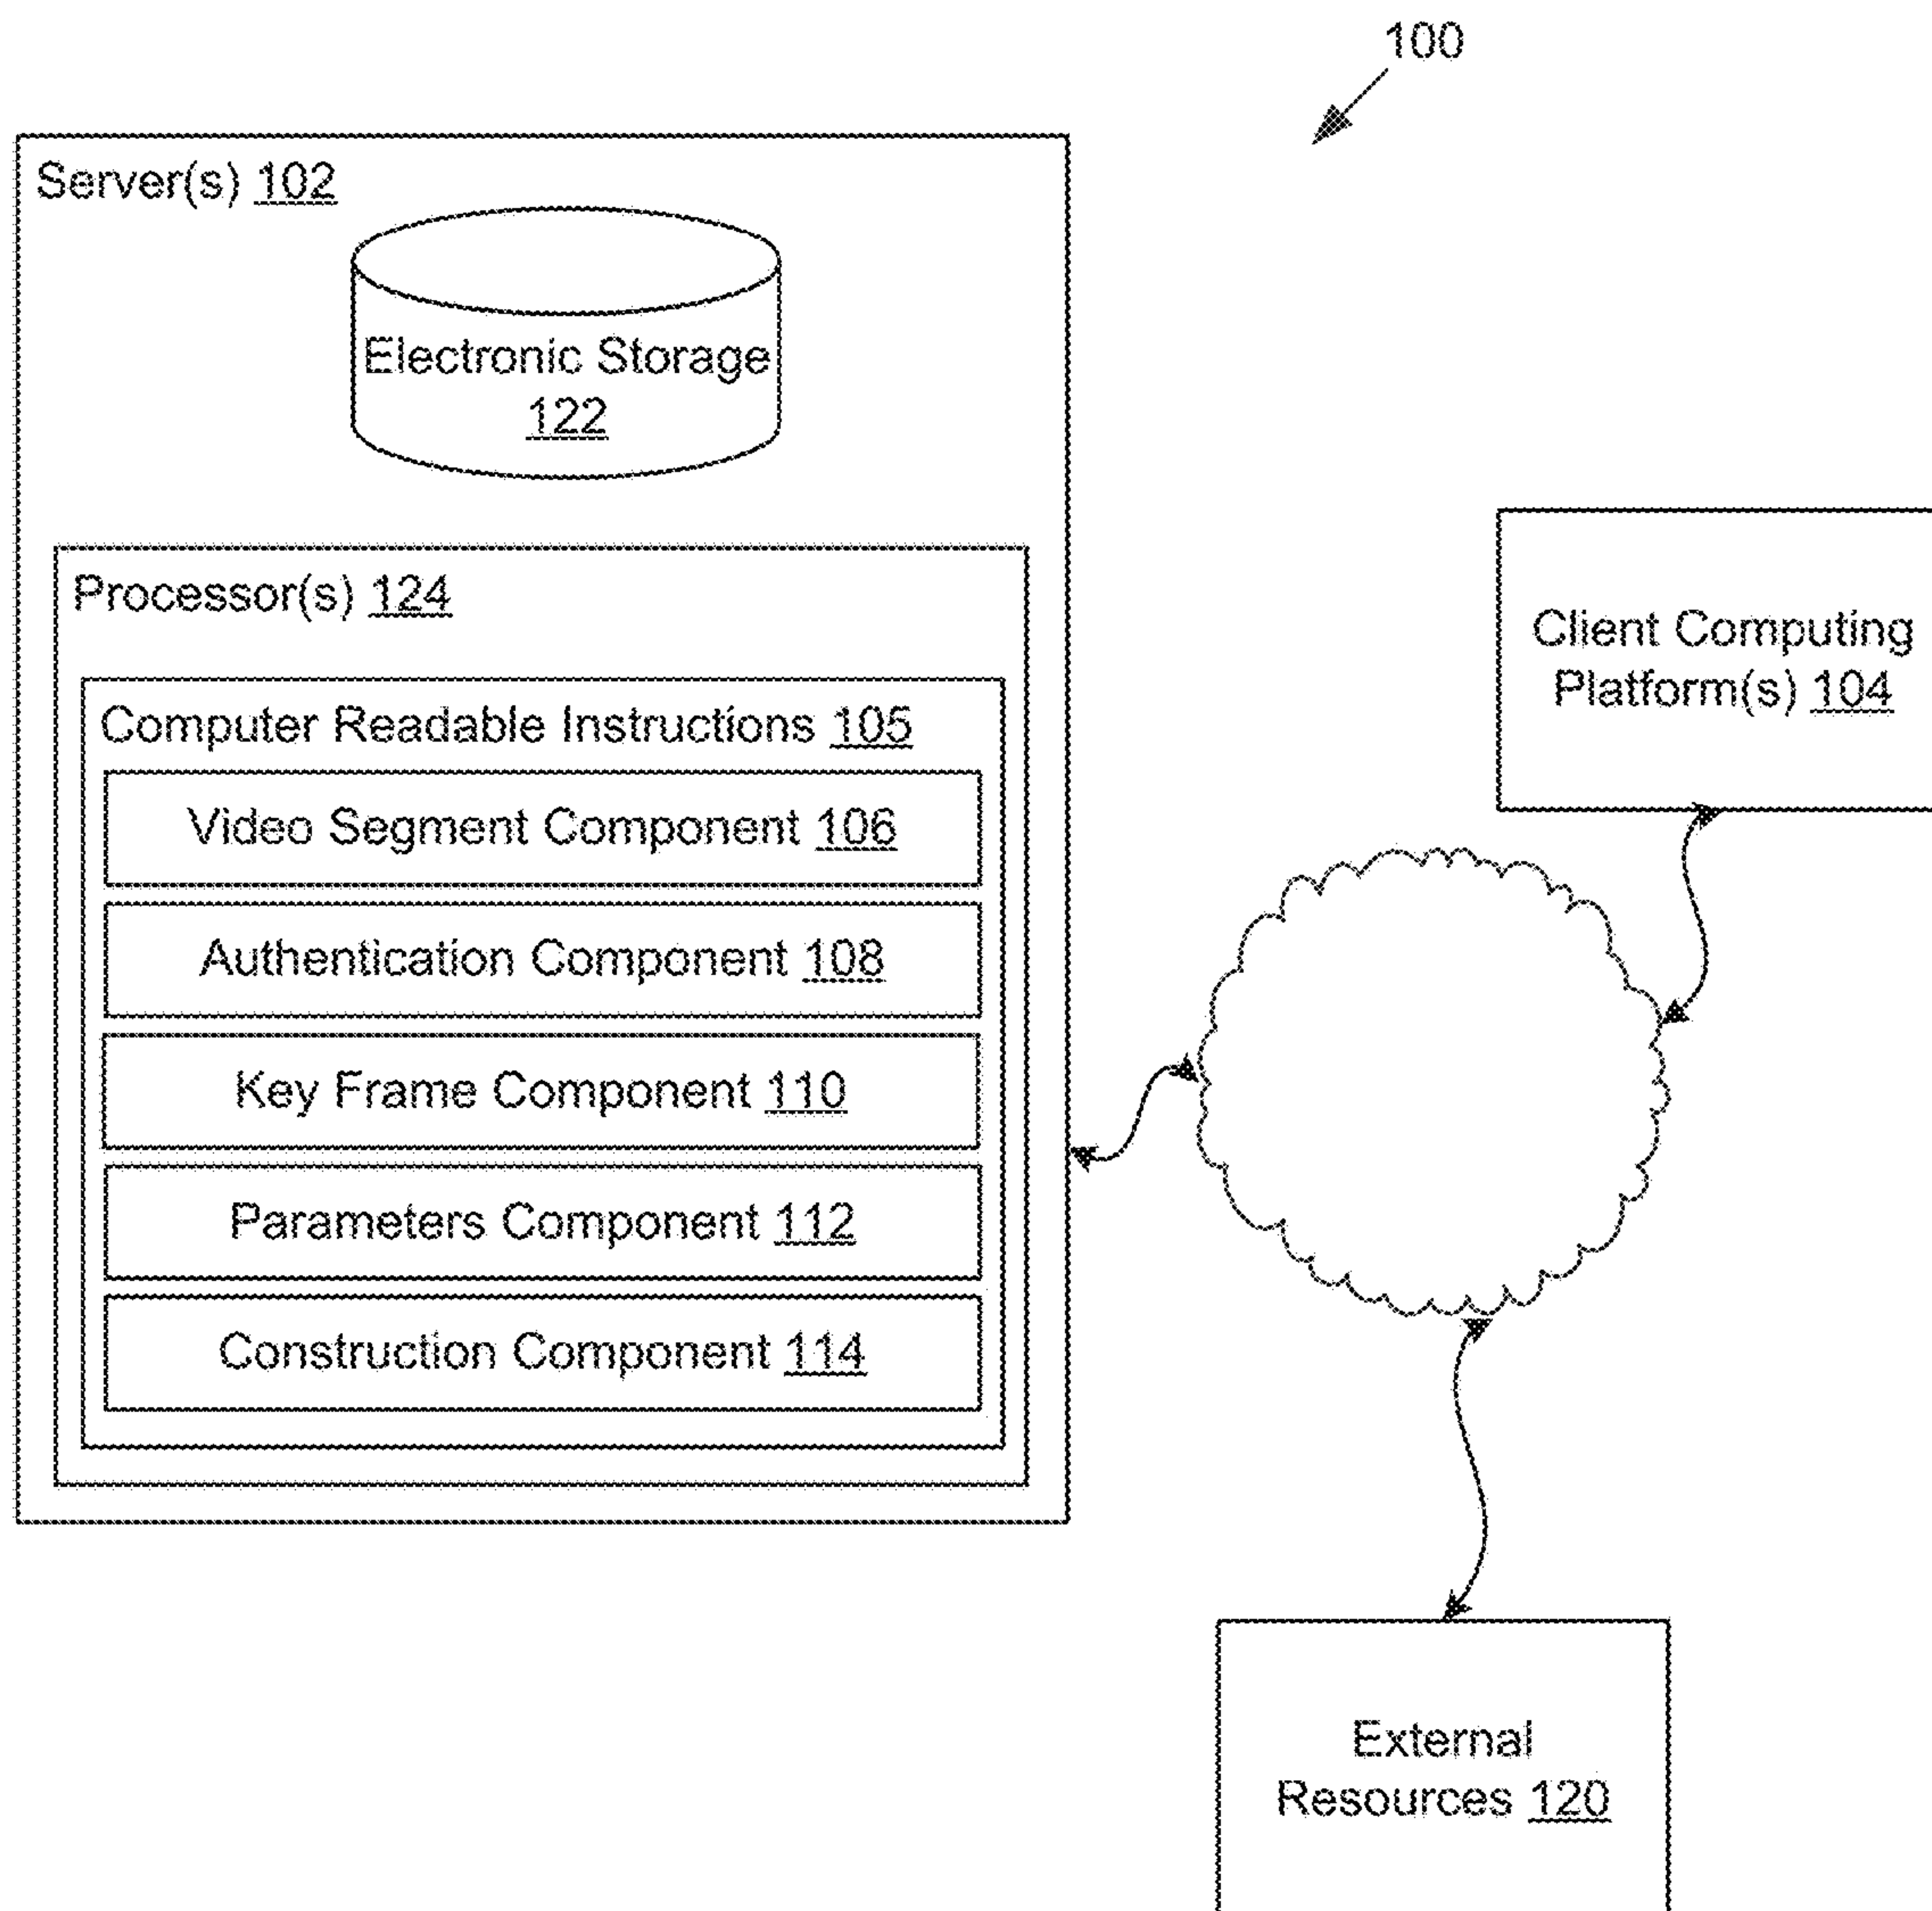 100
Server(s) 102
Electronic Storage
122
Processor(s) 124
Computer Readable Instructions 105
Video Segment Component 106
Authentication Component 108
Key Frame Component 110
Parameters Component 112
Construction Component 114
Client Computing
Platform(s) 104
External
Resources 120